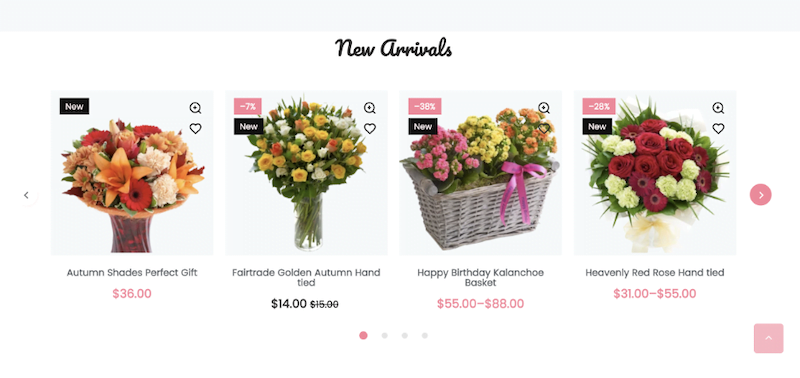 New Arrivals
New
-7%
New
-38%
New
-28%
New
Autumn Shades Perfect Gift
$36.00
Fairtrade Golden Autumn Hand
tied
$14.00 $15.00
Happy Birthday Kalanchoe
Basket
$55.00–$88.00
Heavenly Red Rose Hand tied
$31.00–$55.00